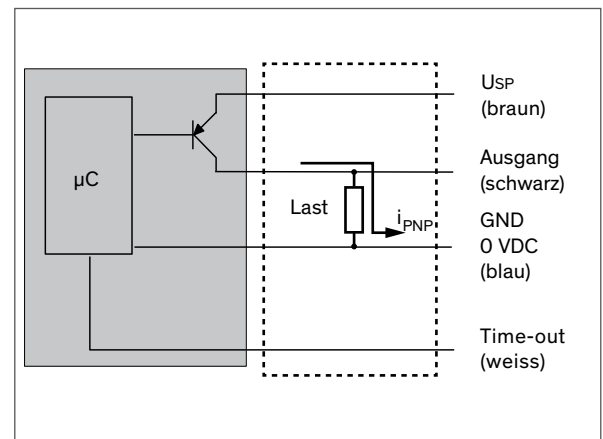 USP
(braun)
Ausgang
(schwarz)
µC
Last
iPNP
GND
0 VDC
(blau)
Time-out
(weiss)